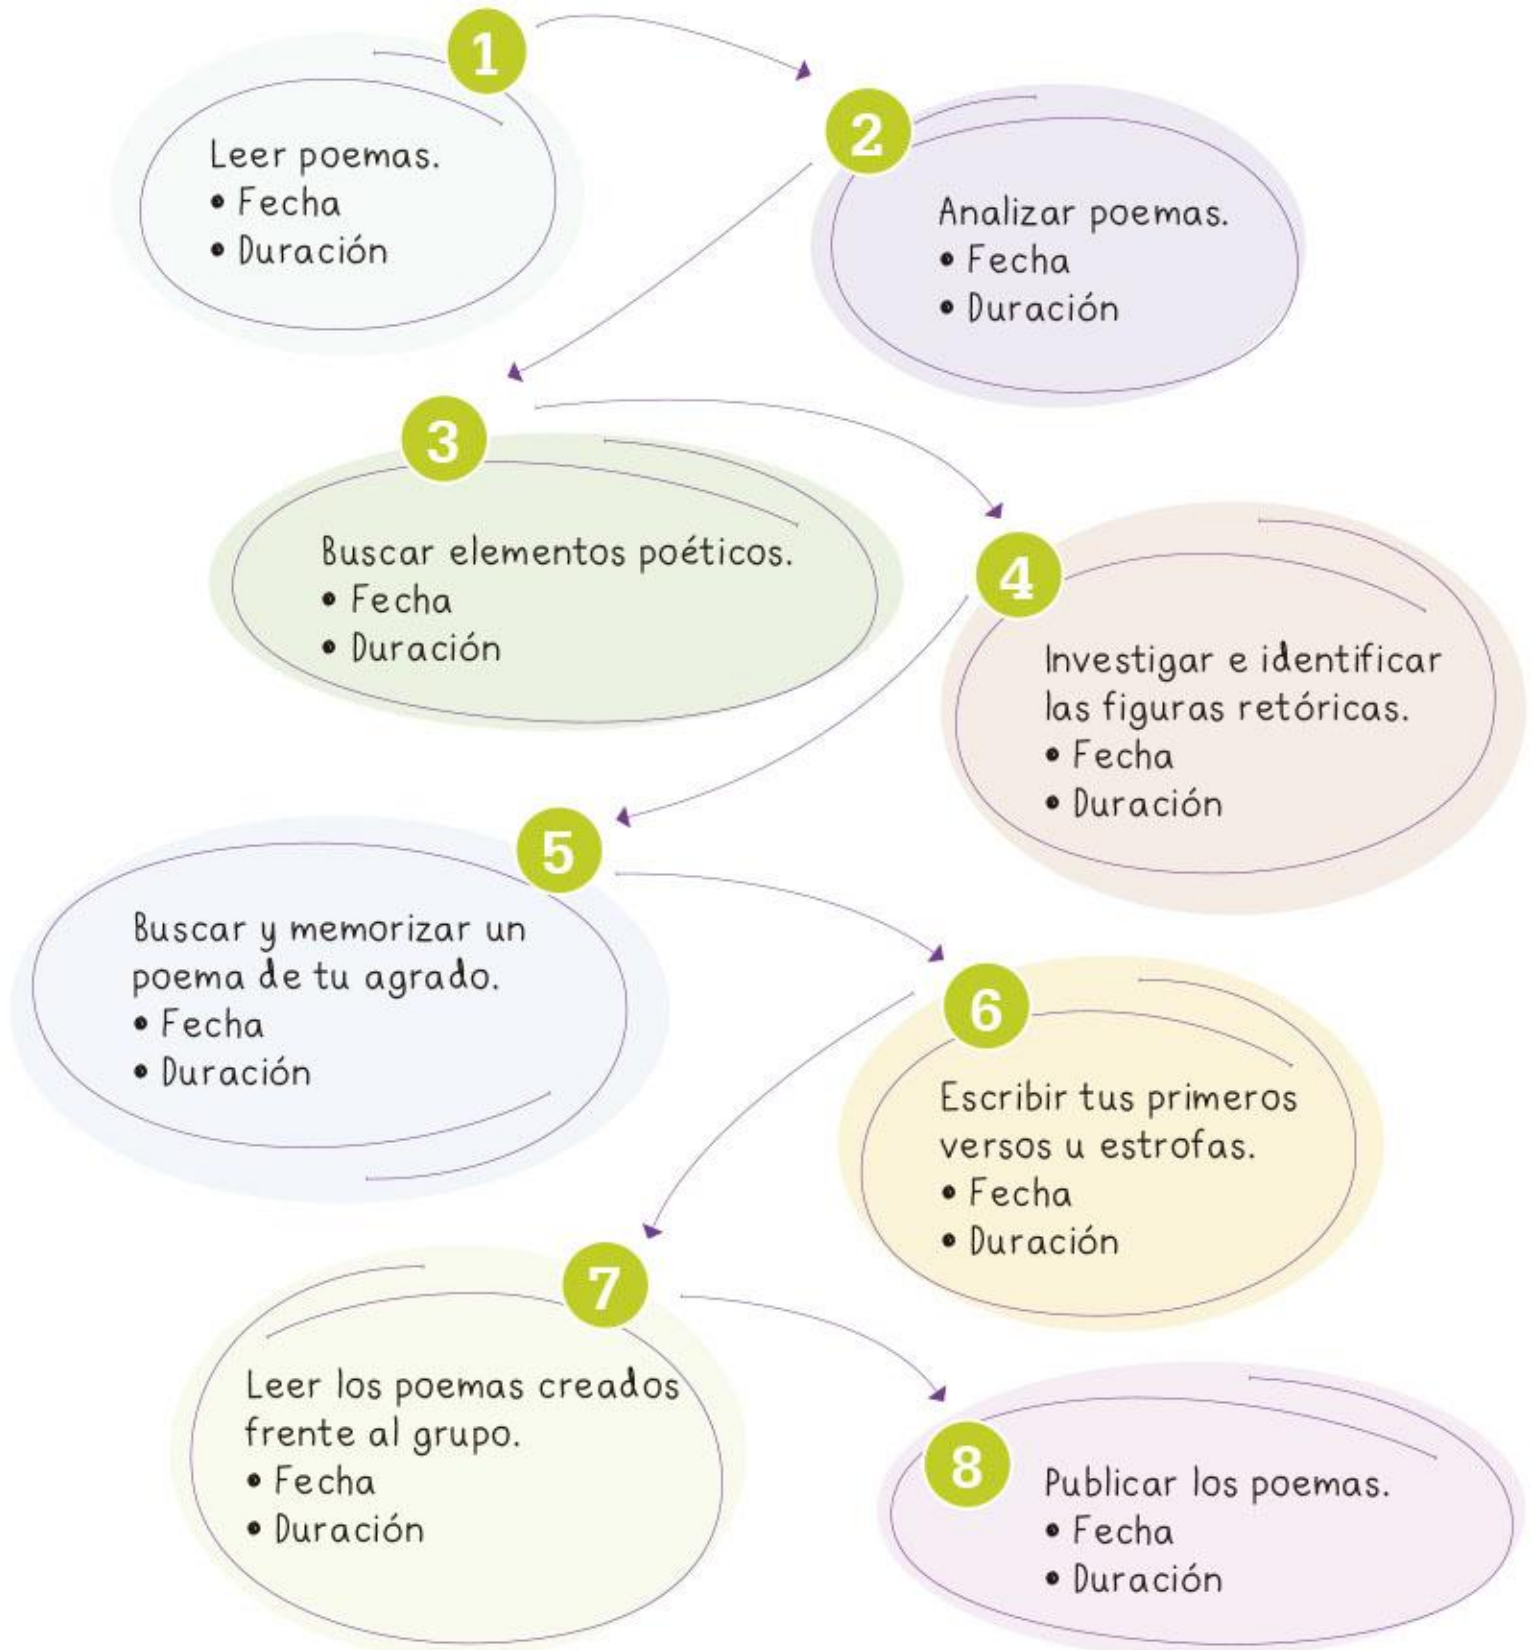 1
Leer poemas.
• Fecha
• Duración
2
Analizar poemas.
• Fecha
• Duración
3
Buscar elementos poéticos.
• Fecha
• Duración
4
Investigar e identificar
las figuras retóricas.
• Fecha
• Duración
5
Buscar y memorizar un
poema de tu agrado.
• Fecha
• Duración
6
Escribir tus primeros
versos u estrofas.
• Fecha
• Duración
7
Leer los poemas creados
frente al grupo.
• Fecha
• Duración
8
Publicar los poemas.
• Fecha
• Duración